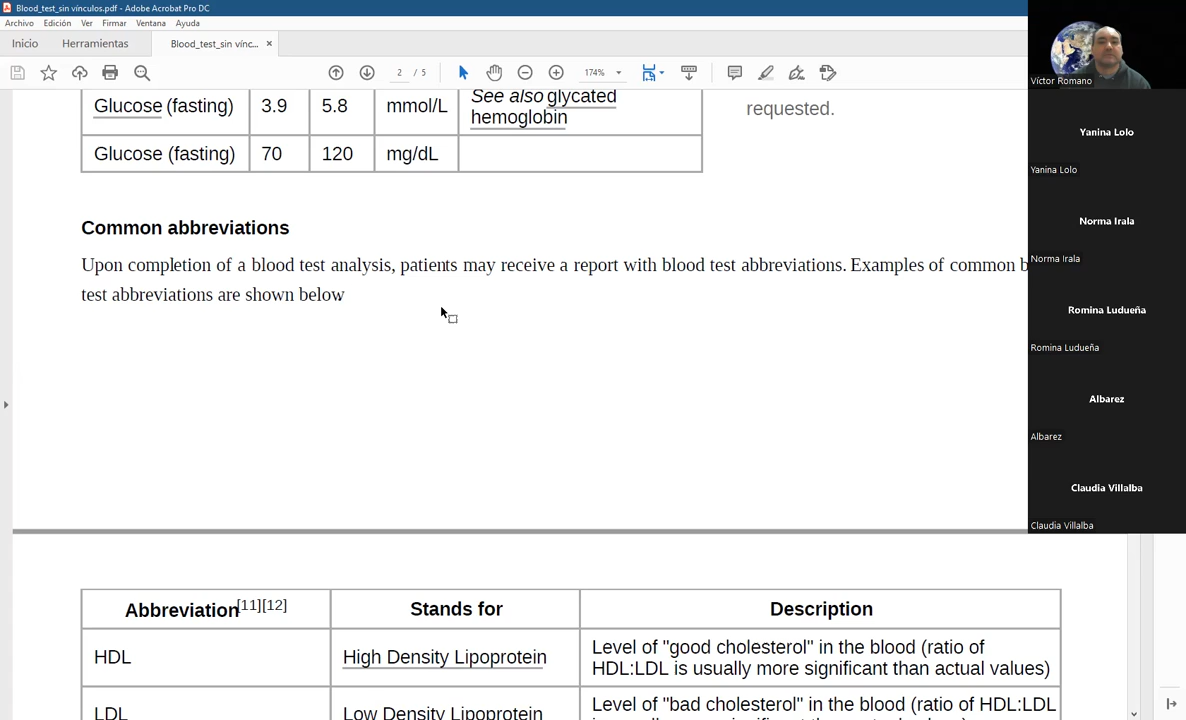 Blood_test_sin vínculos.pdf - Adobe Acrobat Pro DC
Archivo Edición Ver Firmar Ventana Ayuda
Inicio Herramientas Blood_test_sin vínc... ×
2 / 5 174%
Glucose (fasting) 3.9 5.8 mmol/L See also glycated
hemoglobin
requested.
Glucose (fasting) 70 120 mg/dL
Common abbreviations
Upon completion of a blood test analysis, patients may receive a report with blood test abbreviations. Examples of common b
test abbreviations are shown below
Abbreviation[11][12] Stands for Description
HDL High Density Lipoprotein Level of "good cholesterol" in the blood (ratio of
HDL:LDL is usually more significant than actual values)
LDL Low Density Lipoprotein Level of "bad cholesterol" in the blood (ratio of HDL:LDL
Víctor Romano
Yanina Lolo
Yanina Lolo
Norma Irala
Norma Irala
Romina Ludueña
Romina Ludueña
Albarez
Albarez
Claudia Villalba
Claudia Villalba